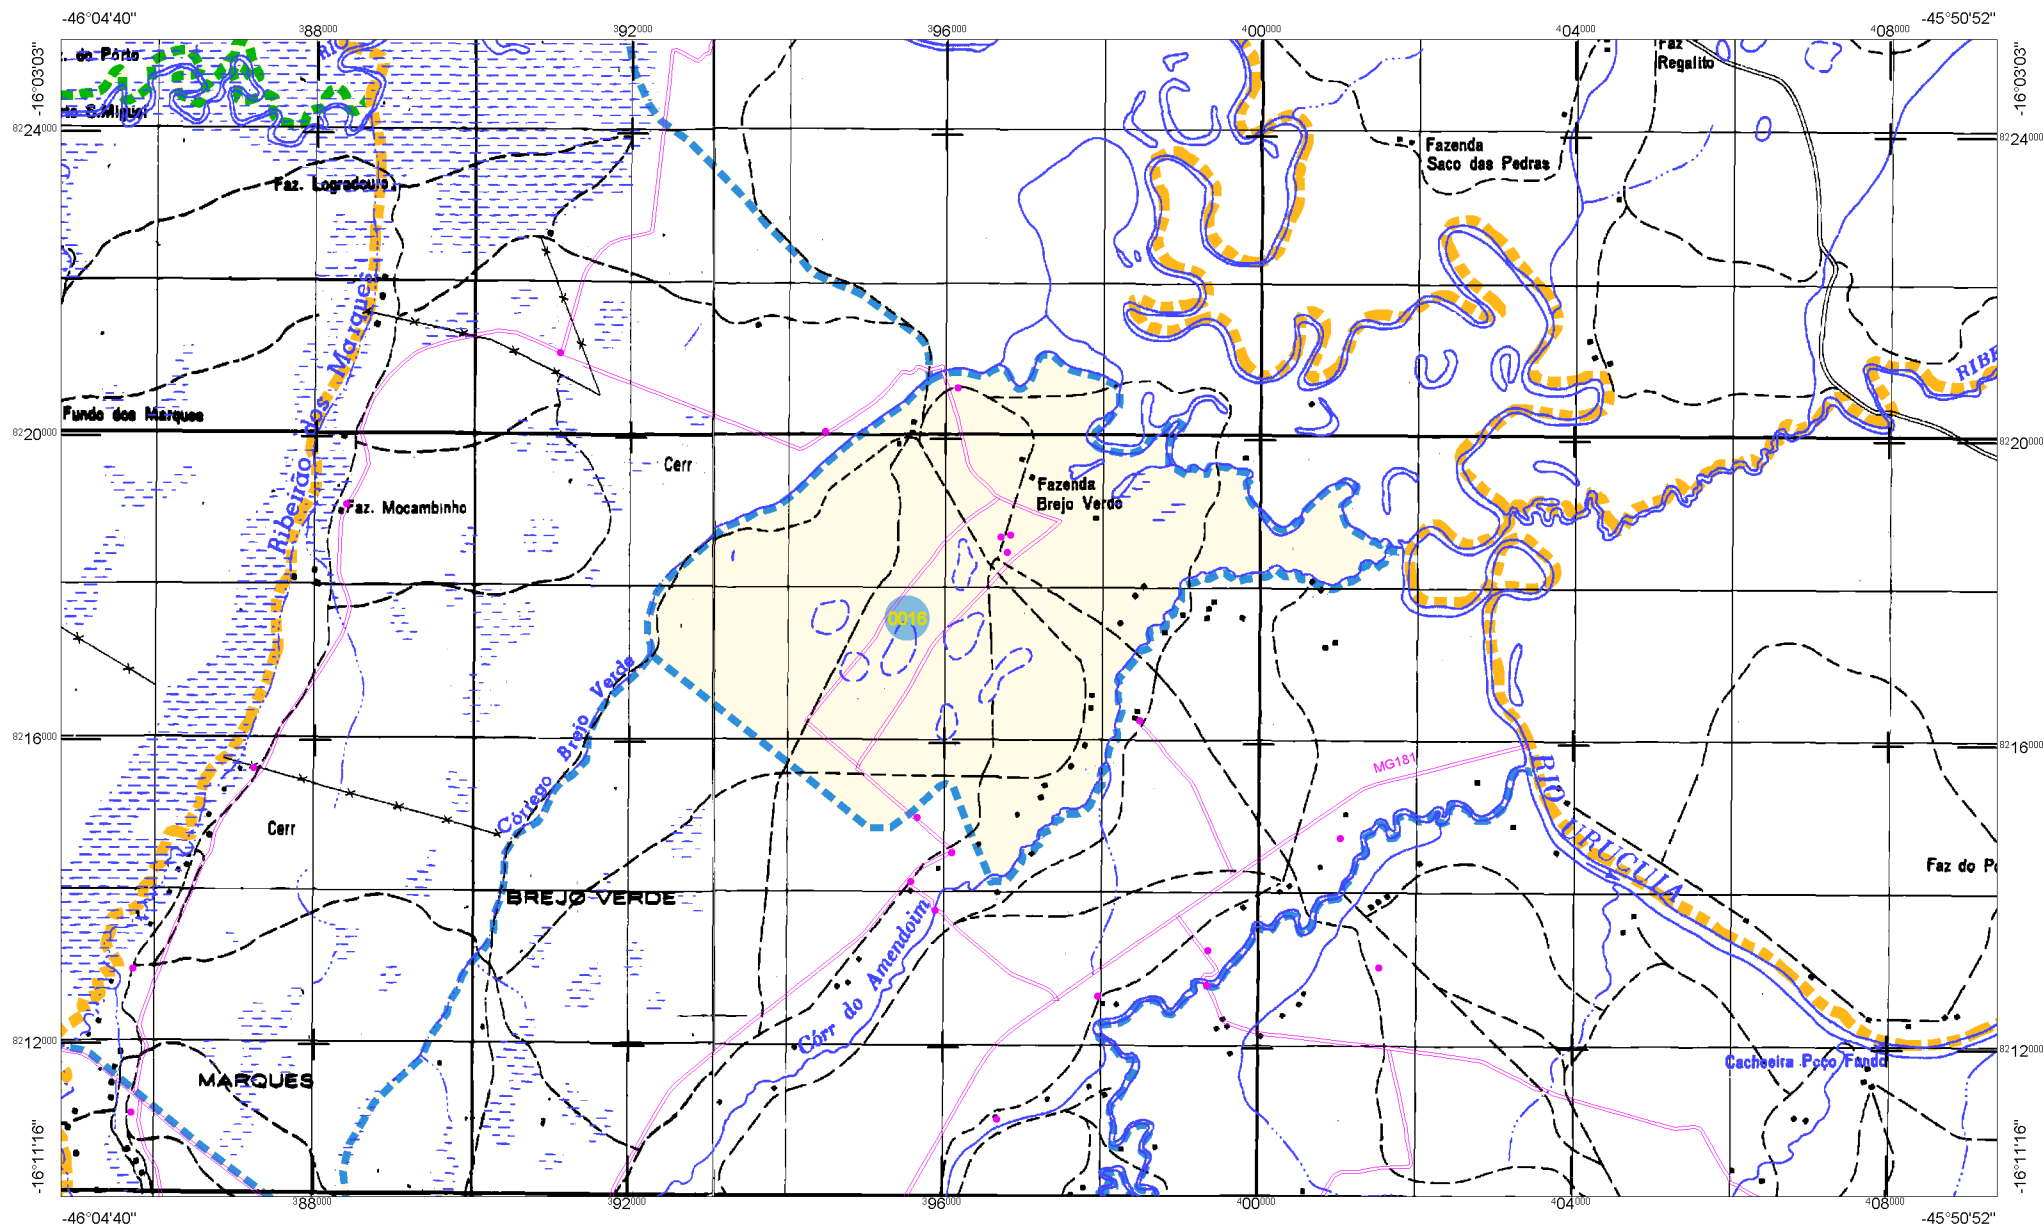 -46°04'40"
-45°50'52"
388000
392000
396000
400000
404000
408000
-16°03'03"
-16°03'03"
. do Porto
RIO
Faz
Regalito
8224000
8224000
Fazenda
Saco das Pedras
Faz. Logradouro
Ribeirão dos Marques
RIBE
Fundo dos Marques
8220000
8220000
Cerr
Fazenda
Brejo Verde
Faz. Mocambinho
0016
Córrego Brejo Verde
8216000
8216000
MG181
RIO URUCUIA
Cerr
Faz do Po
BREJO VERDE
Córr do Amendoim
8212000
8212000
Cachoeira Poço Fundo
MARQUES
-16°11'16"
-16°11'16"
388000
392000
396000
400000
404000
408000
-46°04'40"
-45°50'52"